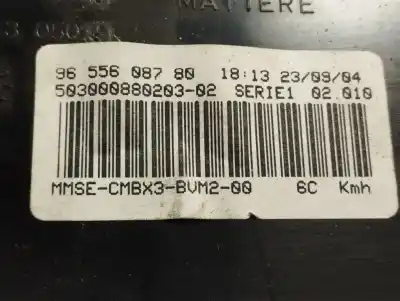 MATIERE
96 556 087 80 18:13 23/09/04
503000880203-02 SERIE1 02.010
MMSE-CMBX3-BVM2-00 6C Kmh